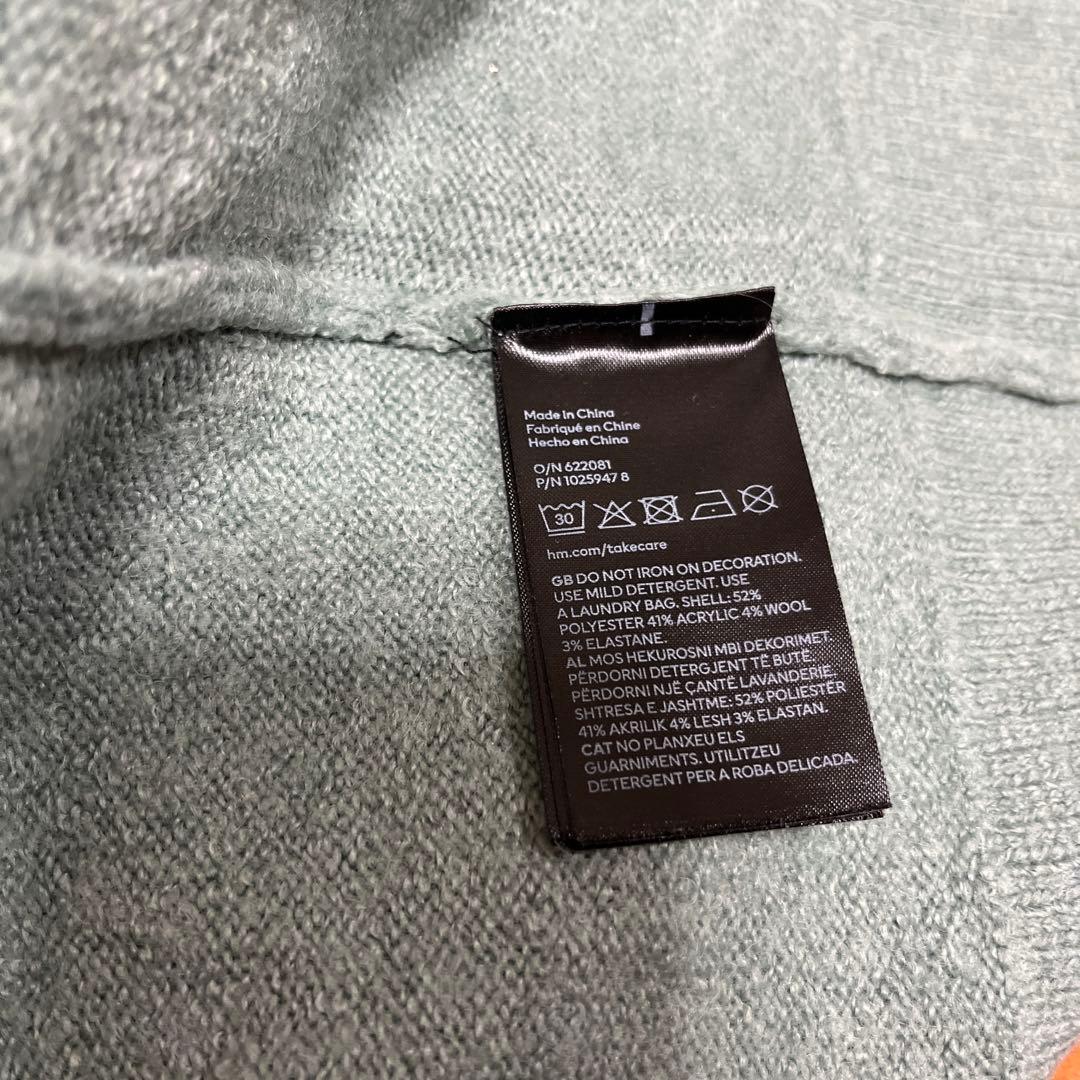 Made in China
Fabriqué en Chine
Hecho en China
O/N 622081
P/N 1025947 8
30
hm.com/takecare
GB DO NOT IRON ON DECORATION.
USE MILD DETERGENT. USE
A LAUNDRY BAG. SHELL: 52%
POLYESTER 41% ACRYLIC 4% WOOL
3% ELASTANE.
AL MOS HEKUROSNI MBI DEKORIMET.
PËRDORNI DETERGJENT TË BUTË.
PËRDORNI NJË ÇANTË LAVANDERIE.
SHTRESA E JASHTME: 52% POLIESTËR
41% AKRILIK 4% LESH 3% ELASTAN.
CAT NO PLANXEU ELS
GUARNIMENTS. UTILITZEU
DETERGENT PER A ROBA DELICADA.